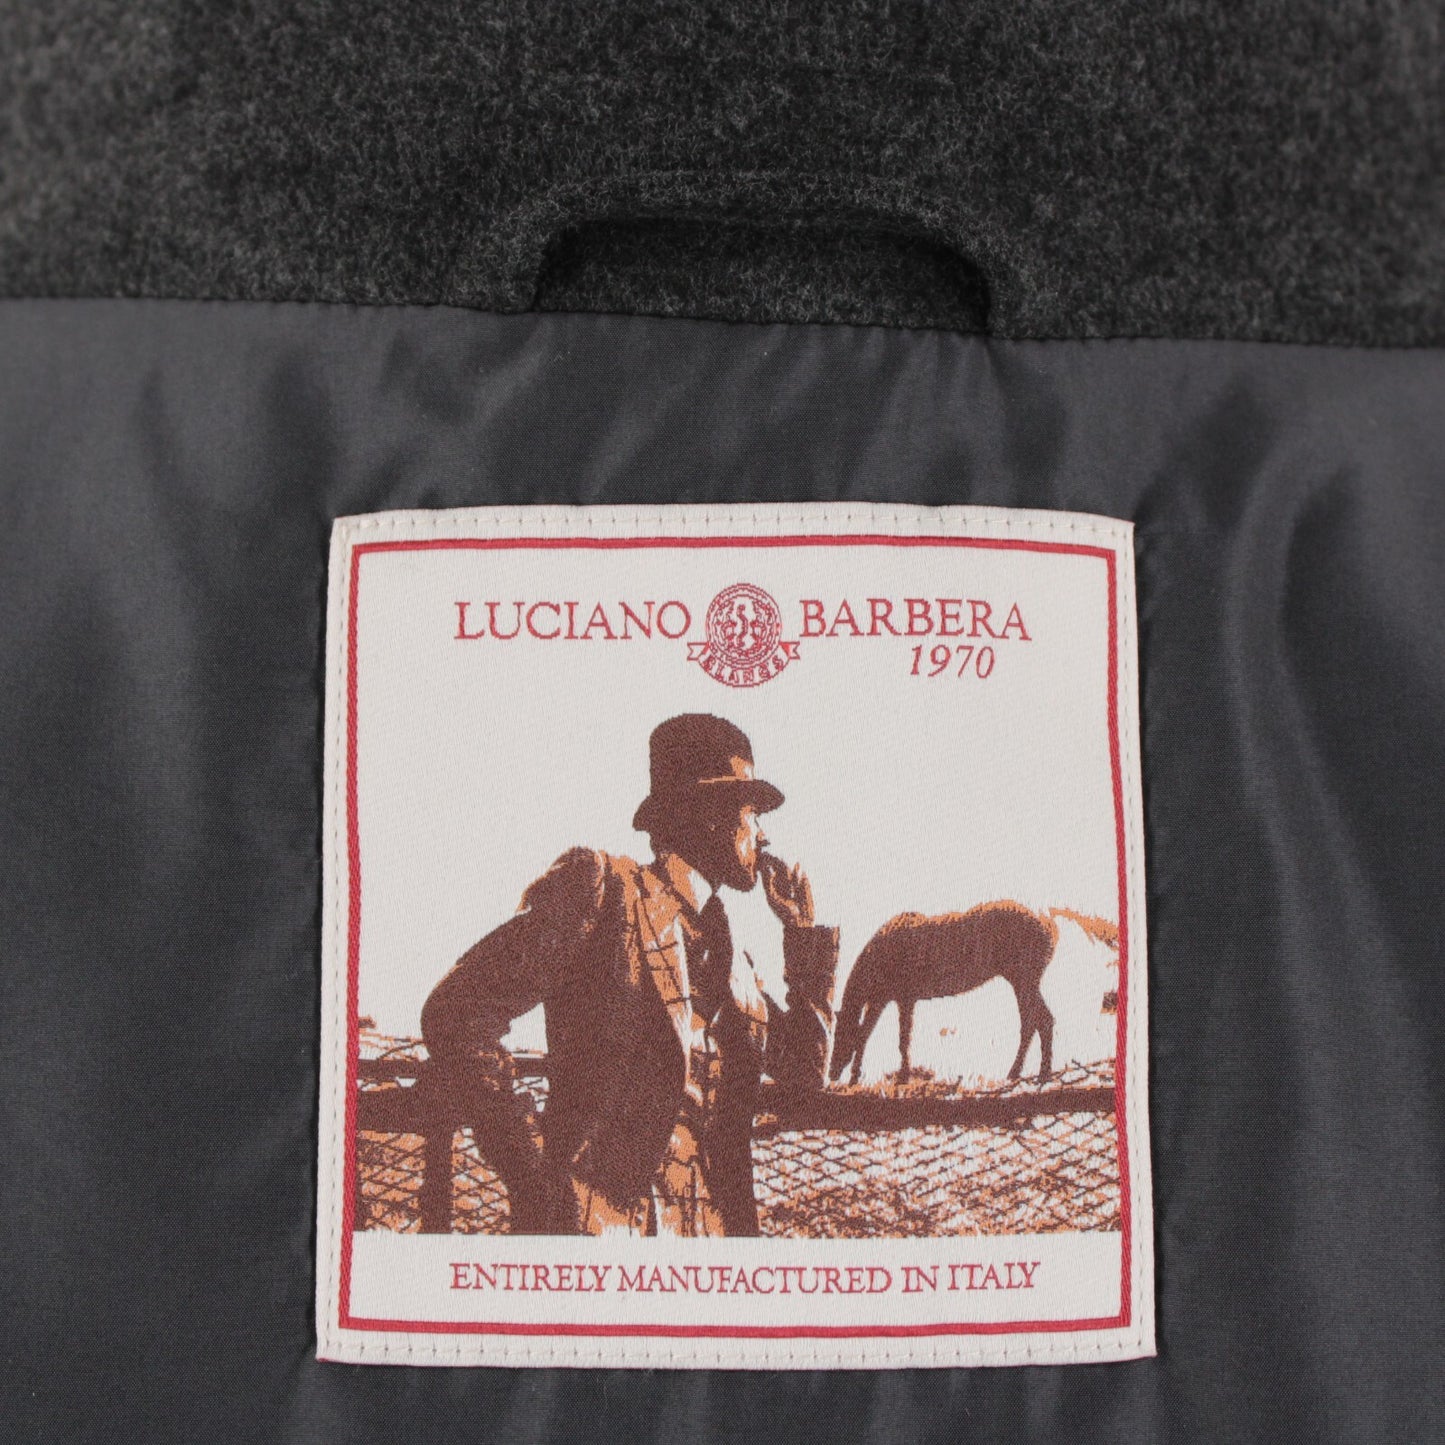 LUCIANO BARBERA
1970
ENTIRELY MANUFACTURED IN ITALY